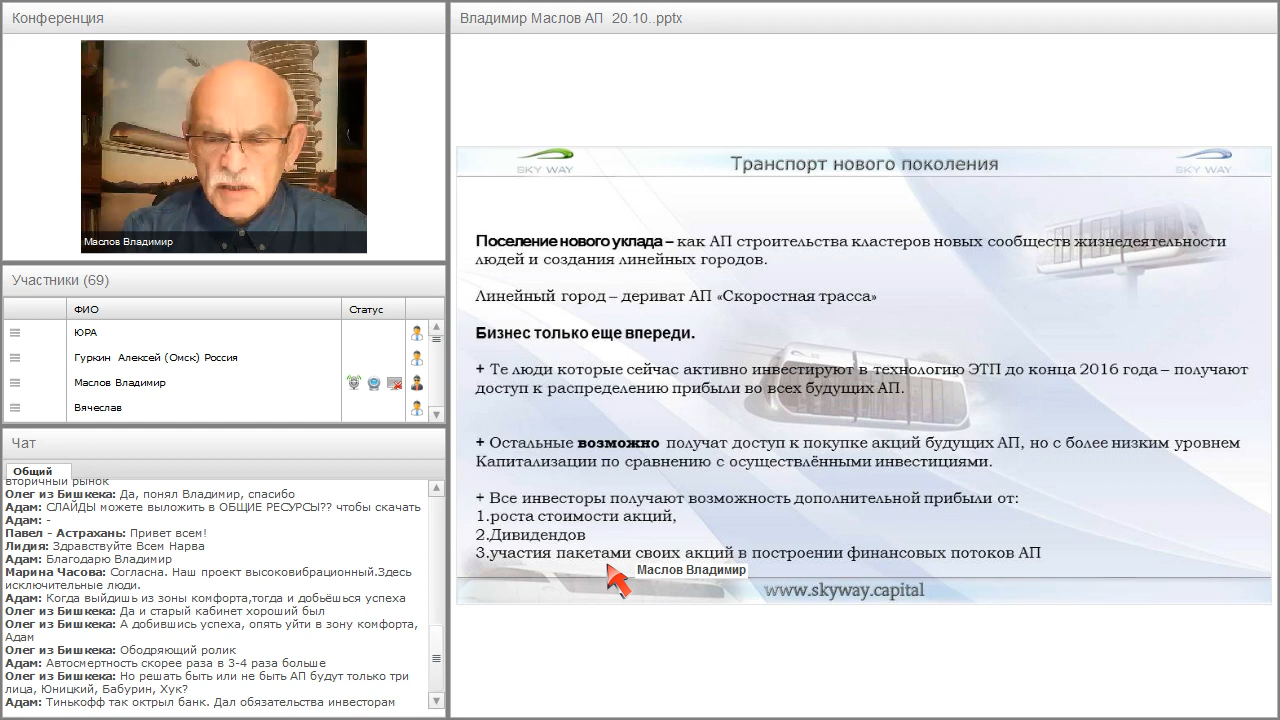 Конференция
Маслов Владимир
Участники (69)
ФИО
Статус
ЮРА
Гуркин Алексей (Омск) Россия
Маслов Владимир
Вячеслав
Чат
Общий
вторичный рынок
Олег из Бишкека: Да, понял Владимир, спасибо
Адам: СЛАЙДЫ можете выложить в ОБЩИЕ РЕСУРСЫ?? чтобы скачать
Адам: -
Павел - Астрахань: Привет всем!
Лидия: Здравствуйте Всем Нарва
Адам: Благодарю Владимир
Марина Часова: Согласна. Наш проект высоковибрационный.Здесь
исключительные люди.
Адам: Когда выйдишь из зоны комфорта,тогда и добьёшься успеха
Олег из Бишкека: Да и старый кабинет хороший был
Олег из Бишкека: А добившись успеха, опять уйти в зону комфорта,
Адам
Олег из Бишкека: Ободряющий ролик
Адам: Автосмертность скорее раза в 3-4 раза больше
Олег из Бишкека: Но решать быть или не быть АП будут только три
лица, Юницкий, Бабурин, Хук?
Адам: Тинькофф так октрыл банк. Дал обязательства инвесторам
Владимир Маслов АП 20.10..pptx
SKY WAY
Транспорт нового поколения
SKY WAY
Поселение нового уклада – как АП строительства кластеров новых сообществ жизнедеятельности
людей и создания линейных городов.
Линейный город – дериват АП «Скоростная трасса»
Бизнес только еще впереди.
+ Те люди которые сейчас активно инвестируют в технологию ЭТП до конца 2016 года – получают
доступ к распределению прибыли во всех будущих АП.
+ Остальные возможно получат доступ к покупке акций будущих АП, но с более низким уровнем
Капитализации по сравнению с осуществлёнными инвестициями.
+ Все инвесторы получают возможность дополнительной прибыли от:
1.роста стоимости акций,
2.Дивидендов
3.участия пакетами своих акций в построении финансовых потоков АП
Маслов Владимир
www.skyway.capital